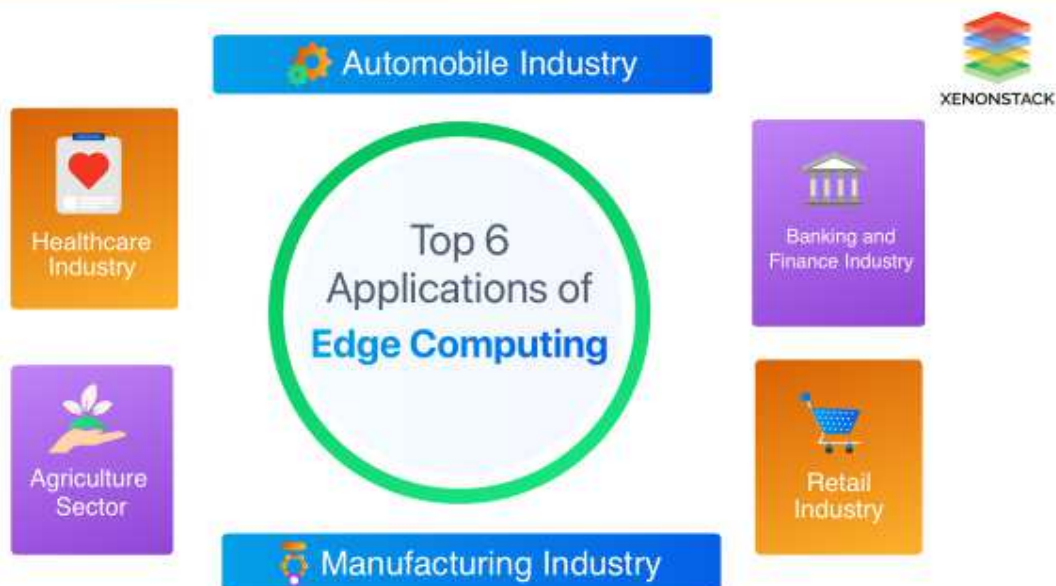 Automobile Industry
XENONSTACK
Healthcare
Industry
Top 6
Applications of
Edge Computing
Banking and
Finance Industry
Agriculture
Sector
Retail
Industry
Manufacturing Industry